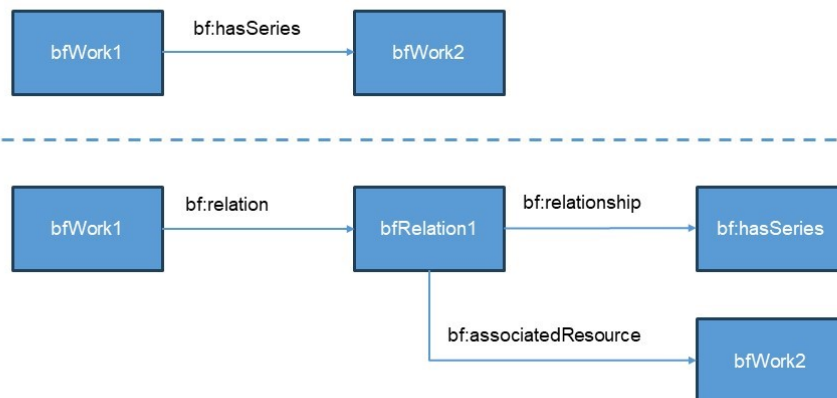 bf:hasSeries
bfWork1
bfWork2
bf:relation
bf:relationship
bfWork1
bfRelation1
bf:hasSeries
bf:associatedResource
bfWork2